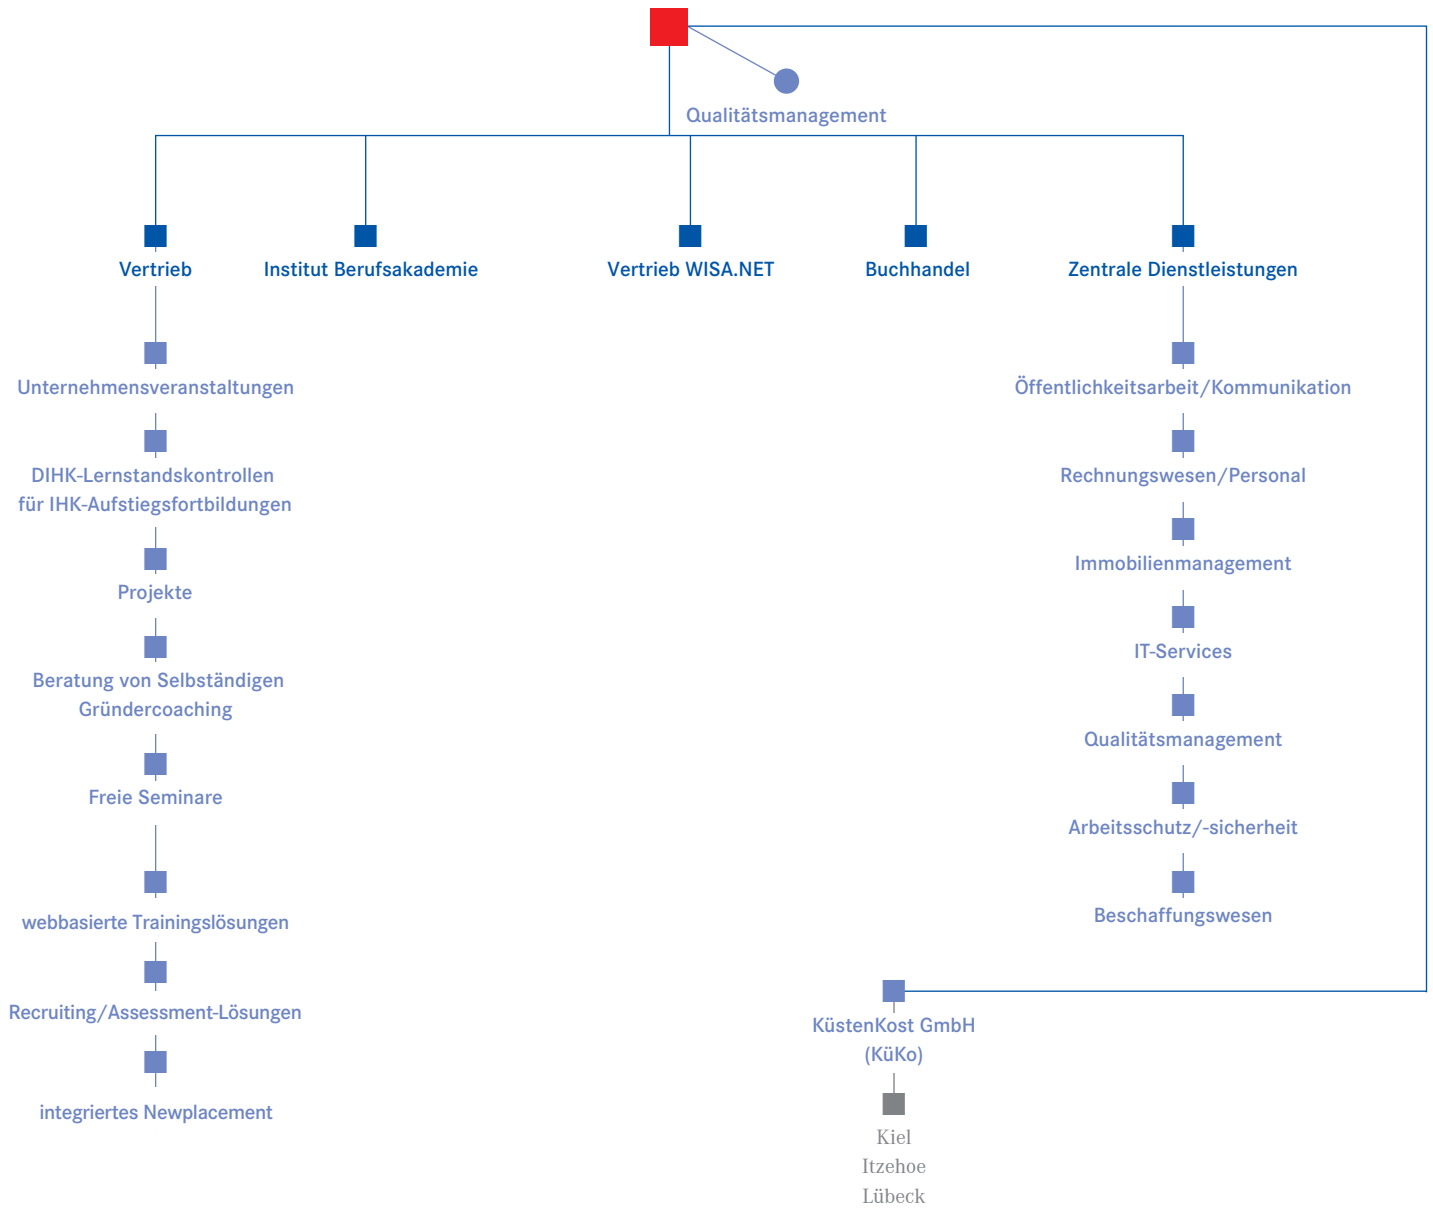 Qualitätsmanagement
Vertrieb
Institut Berufsakademie
Vertrieb WISA.NET
Buchhandel
Zentrale Dienstleistungen
Unternehmensveranstaltungen
DIHK-Lernstandskontrollen
für IHK-Aufstiegsfortbildungen
Projekte
Beratung von Selbständigen
Gründercoaching
Freie Seminare
webbasierte Trainingslösungen
Recruiting/Assessment-Lösungen
integriertes Newplacement
Öffentlichkeitsarbeit/Kommunikation
Rechnungswesen/Personal
Immobilienmanagement
IT-Services
Qualitätsmanagement
Arbeitsschutz/-sicherheit
Beschaffungswesen
KüstenKost GmbH
(KüKo)
Kiel
Itzehoe
Lübeck